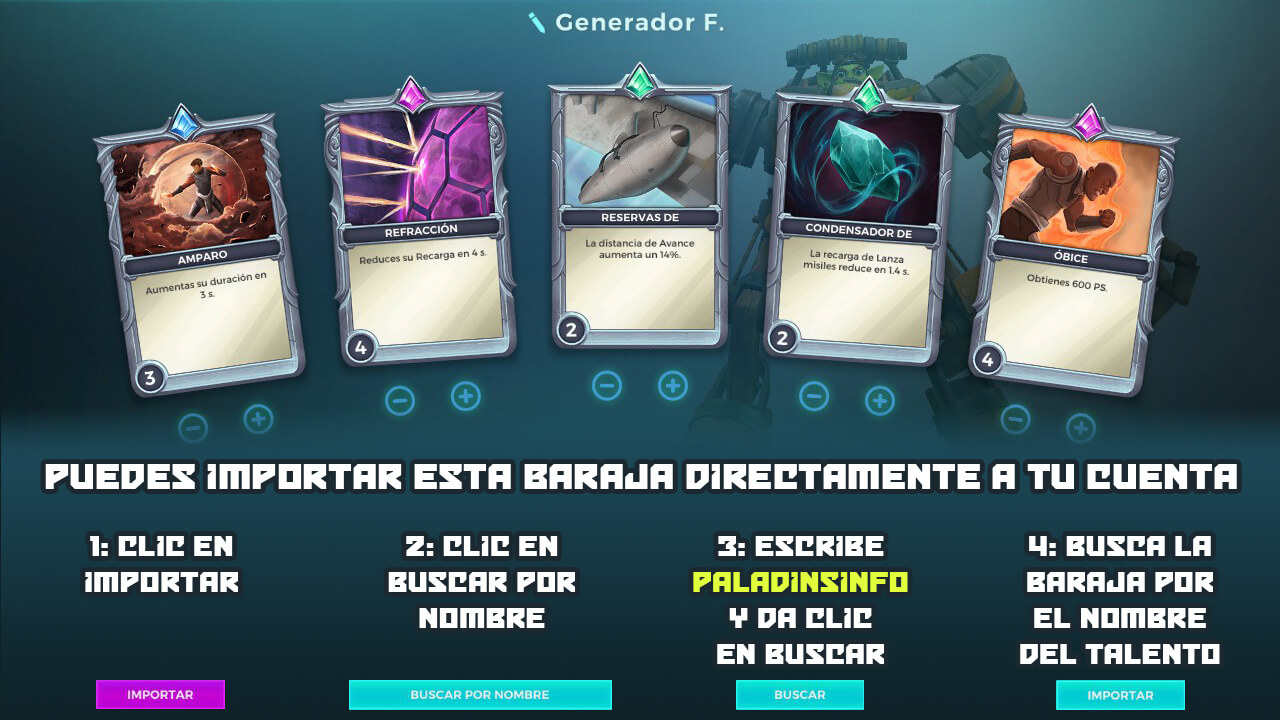 Generador F.
AMPARO
Aumentas su duración en
3 s.
3
REFRACCIÓN
Reduces su Recarga en 4 s.
4
RESERVAS DE
La distancia de Avance
aumenta un 14%.
2
CONDENSADOR DE
La recarga de Lanza
misiles reduce en 1.4 s.
2
ÓBICE
Obtienes 600 PS.
4
PUEDES IMPORTAR ESTA BARAJA DIRECTAMENTE A TU CUENTA
1: CLIC EN
IMPORTAR
IMPORTAR
2: CLIC EN
BUSCAR POR
NOMBRE
BUSCAR POR NOMBRE
3: ESCRIBE
PALADINSINFO
Y DA CLIC
EN BUSCAR
BUSCAR
4: BUSCA LA
BARAJA POR
EL NOMBRE
DEL TALENTO
IMPORTAR